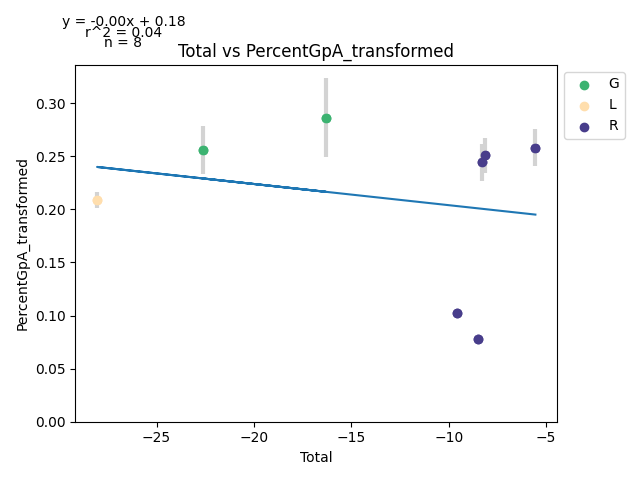 y = -0.00x + 0.18
r^2 = 0.04
n = 8
Total vs PercentGpA_transformed
G
L
R
PercentGpA_transformed
0.30
0.25
0.20
0.15
0.10
0.05
0.00
−25
−20
−15
−10
−5
Total